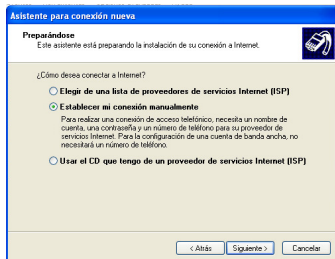 Asistente para conexión nueva
Preparándose
Este asistente está preparando la instalación de su conexión a Internet.
¿Cómo desea conectar a Internet?
Elegir de una lista de proveedores de servicios Internet (ISP)
Establecer mi conexión manualmente
Para realizar una conexión de acceso telefónico, necesita un nombre de
cuenta, una contraseña y un número de teléfono para su proveedor de
servicios Internet. Para la configuración de una cuenta de banda ancha, no
necesitará un número de teléfono.
Usar el CD que tengo de un proveedor de servicios Internet (ISP)
< Atrás
Siguiente >
Cancelar